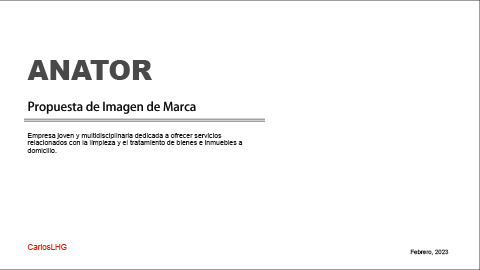 ANATOR
Propuesta de Imagen de Marca
Empresa joven y multidisciplinaria dedicada a ofrecer servicios
relacionados con la limpieza y el tratamiento de bienes e inmuebles a
domicilio.
CarlosLHG
Febrero, 2023